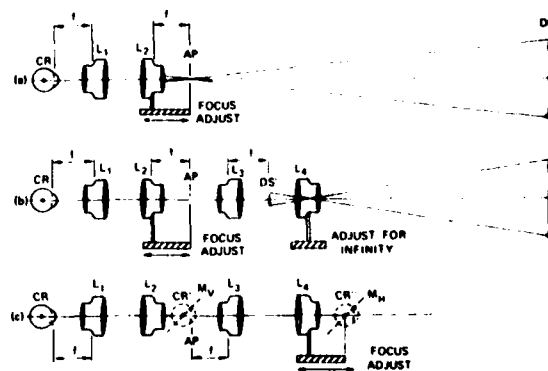 f f D
CR L1 L2 AP
(a)
FOCUS
ADJUST
f f f
CR L1 L2 AP L3 DS' L4
(b)
FOCUS
ADJUST
ADJUST FOR
INFINITY
L1 L2 CR' MV L3 L4 CR' MH
CR
(c)
AP
f f
FOCUS
ADJUST